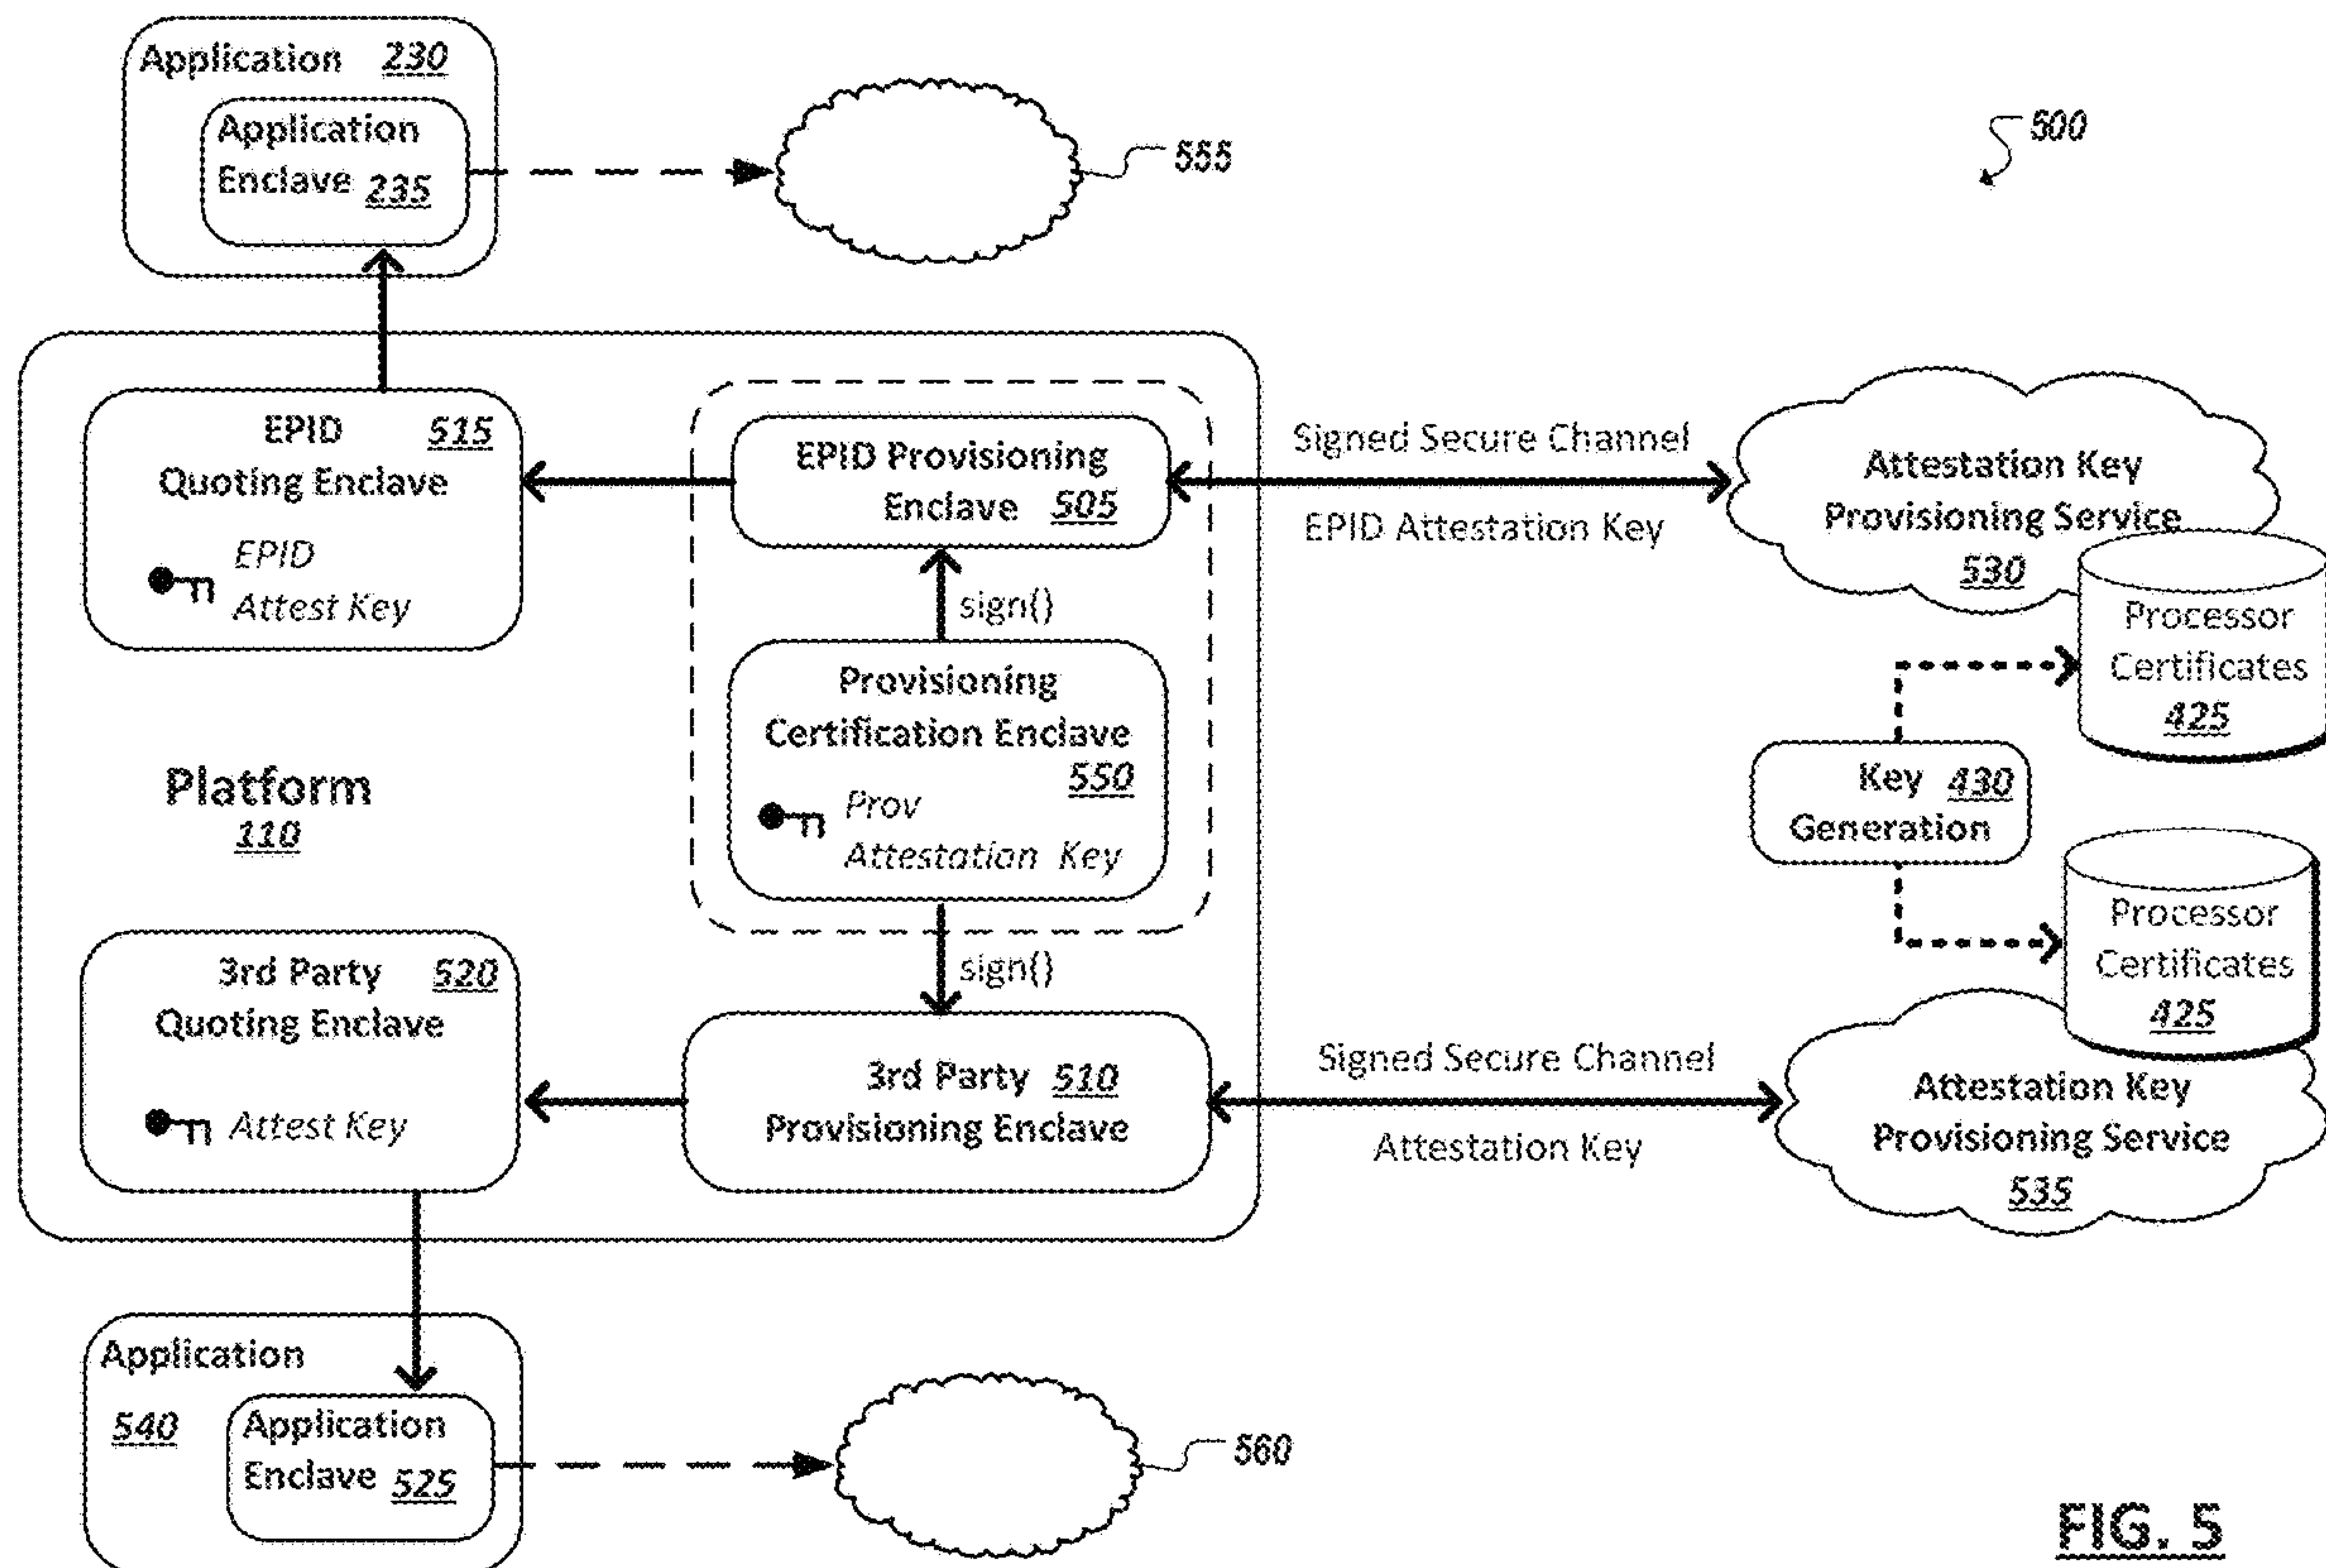 Application 230
Application
Enclave 235
555
500
EPID 515
Quoting Enclave
EPID
Attest Key
EPID Provisioning
Enclave 505
sign()
Provisioning
Certification Enclave
550
Prov
Attestation Key
sign()
Platform
110
3rd Party 520
Quoting Enclave
Attest Key
3rd Party 510
Provisioning Enclave
Signed Secure Channel
EPID Attestation Key
Attestation Key
Provisioning Service
530
Processor
Certificates
425
Key 430
Generation
Processor
Certificates
425
Signed Secure Channel
Attestation Key
Attestation Key
Provisioning Service
535
Application
540
Application
Enclave 525
560
FIG. 5